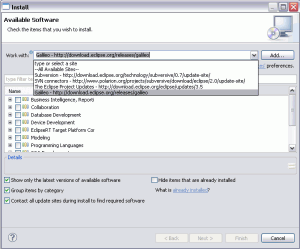 Install
Available Software
Check the items that you wish to install.
Work with:
Galileo - http://download.eclipse.org/releases/galileo
Add...
type or select a site
--All Available Sites--
Subversion - http://download.eclipse.org/technology/subversive/0.7/update-site/
SVN connectors - http://www.polarion.org/projects/subversive/download/eclipse/2.0/update-site/
The Eclipse Project Updates - http://download.eclipse.org/eclipse/updates/3.5
Galileo - http://download.eclipse.org/releases/galileo
preferences.
type filter
Name
Business Intelligence, Reporti
Collaboration
Database Development
Device Development
EclipseRT Target Platform Cor
Modeling
Programming Languages
Details
Show only the latest versions of available software
Hide items that are already installed
Group items by category
What is already installed?
Contact all update sites during install to find required software
?
< Back
Next >
Finish
Cancel